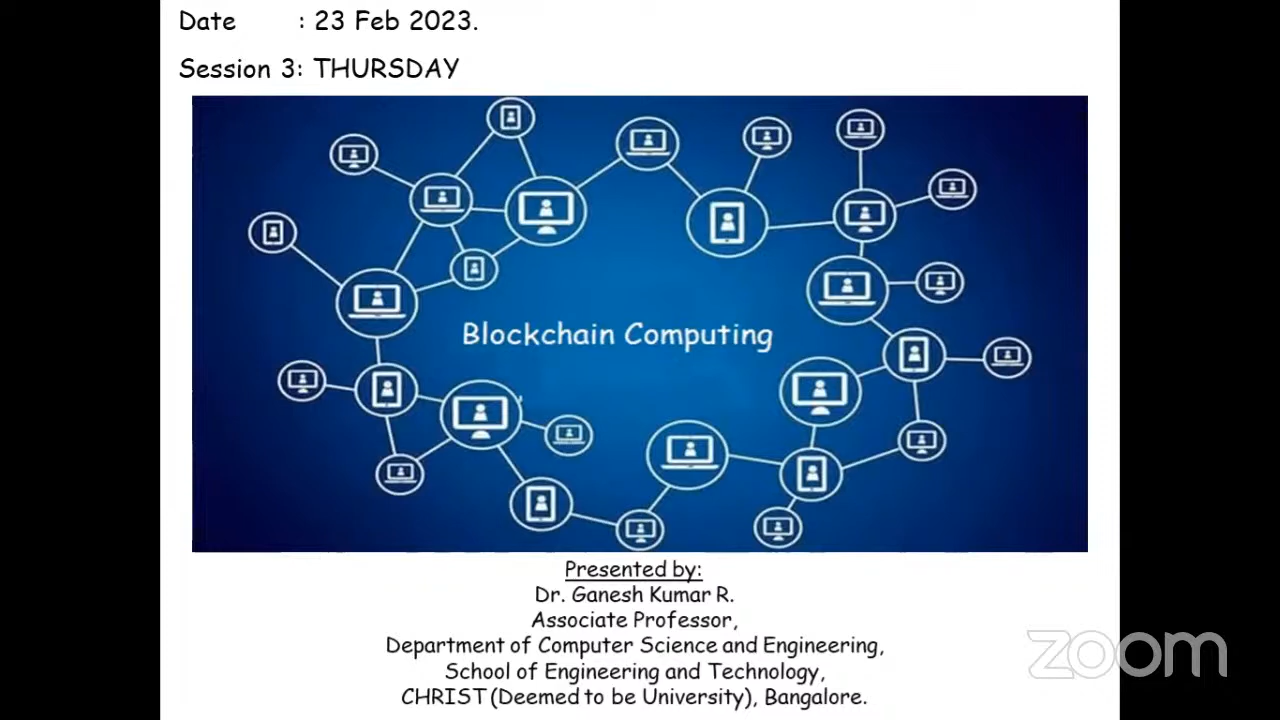 Date : 23 Feb 2023.
Session 3: THURSDAY
Blockchain Computing
Presented by:
Dr. Ganesh Kumar R.
Associate Professor,
Department of Computer Science and Engineering,
School of Engineering and Technology,
CHRIST (Deemed to be University), Bangalore.
zoom